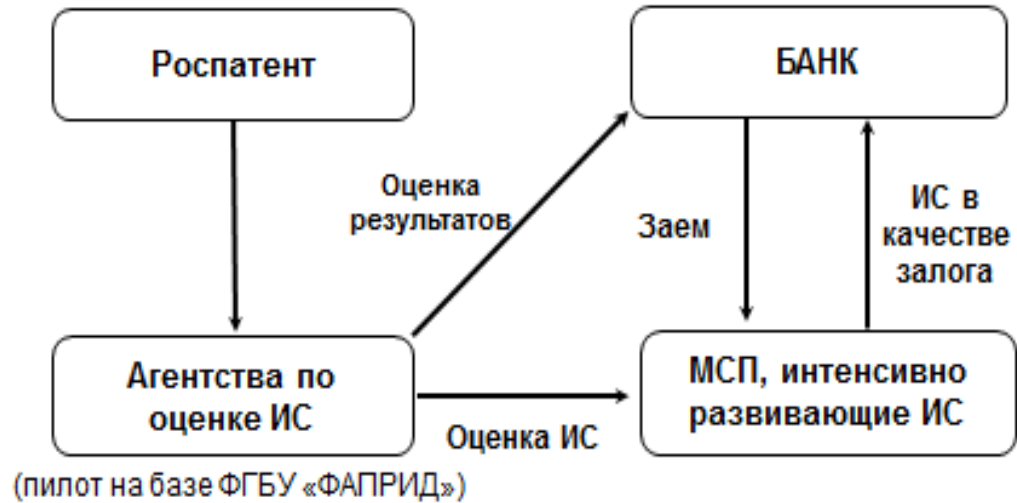 Роспатент
БАНК
Оценка
результатов
Заем
ИС в
качестве
залога
Агентства по
оценке ИС
Оценка ИС
МСП, интенсивно
развивающие ИС
(пилот на базе ФГБУ «ФАПРИД»)